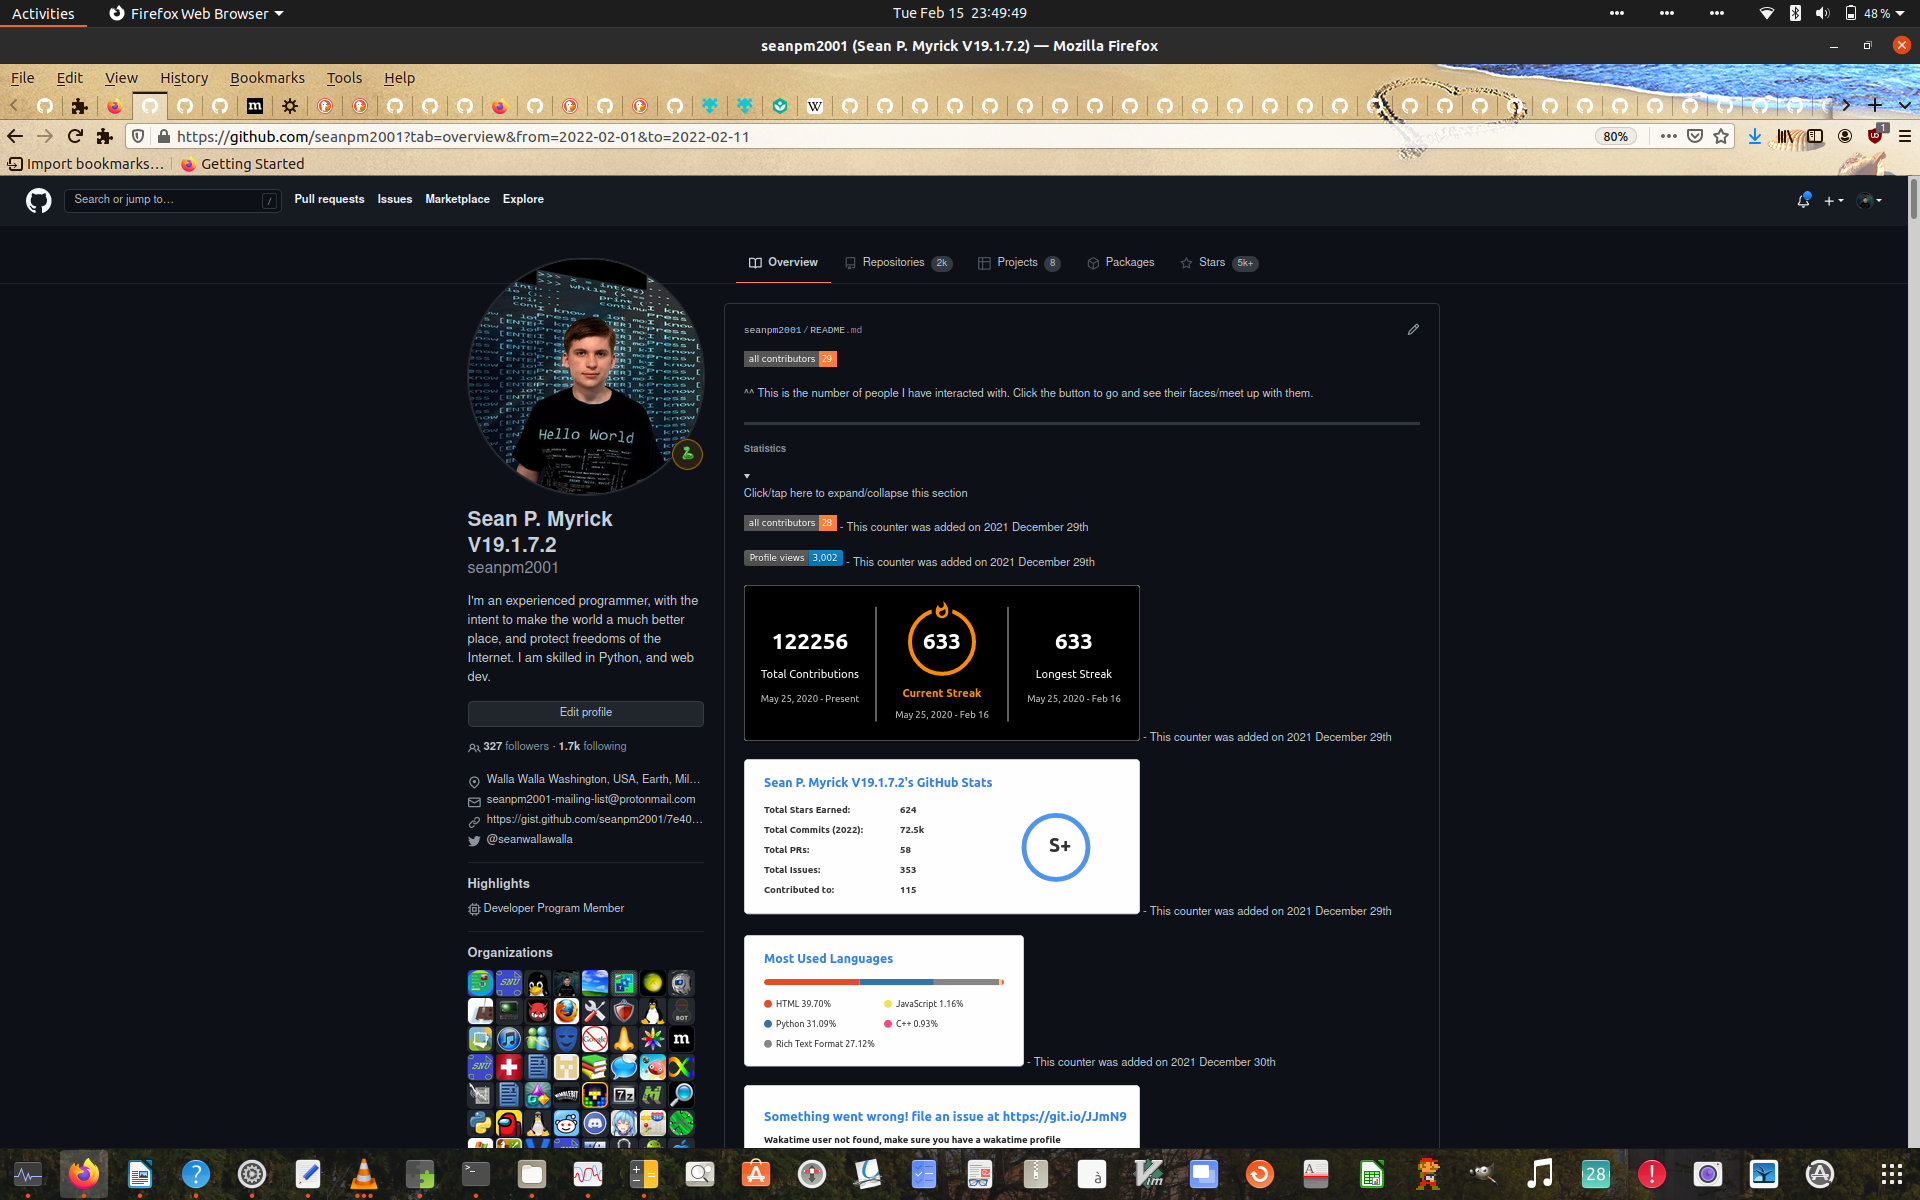 Activities
Firefox Web Browser
Tue Feb 15  23:49:49
48 %
seanpm2001 (Sean P. Myrick V19.1.7.2) — Mozilla Firefox
File Edit View History Bookmarks Tools Help
https://github.com/seanpm2001?tab=overview&from=2022-02-01&to=2022-02-11
80%
1
Import bookmarks…
Getting Started
Search or jump to…
/
Pull requests Issues Marketplace Explore
Overview
Repositories 2k
Projects 8
Packages
Stars 5k+
seanpm2001/README.md
all contributors 29
^^ This is the number of people I have interacted with. Click the button to go and see their faces/meet up with them.
Statistics
Click/tap here to expand/collapse this section
all contributors 28 - This counter was added on 2021 December 29th
Profile views 3,002 - This counter was added on 2021 December 29th
122256
Total Contributions
May 25, 2020 - Present
633
Current Streak
May 25, 2020 - Feb 16
633
Longest Streak
May 25, 2020 - Feb 16
- This counter was added on 2021 December 29th
Sean P. Myrick V19.1.7.2's GitHub Stats
Total Stars Earned: 624
Total Commits (2022): 72.5k
Total PRs: 58
Total Issues: 353
Contributed to: 115
S+
- This counter was added on 2021 December 29th
Most Used Languages
HTML 39.70%
JavaScript 1.16%
Python 31.09%
C++ 0.93%
Rich Text Format 27.12%
- This counter was added on 2021 December 30th
Something went wrong! file an issue at https://git.io/JJmN9
Wakatime user not found, make sure you have a wakatime profile
Hello World
Sean P. Myrick
V19.1.7.2
seanpm2001
I'm an experienced programmer, with the
intent to make the world a much better
place, and protect freedoms of the
Internet. I am skilled in Python, and web
dev.
Edit profile
327 followers · 1.7k following
Walla Walla Washington, USA, Earth, Mil…
seanpm2001-mailing-list@protonmail.com
https://gist.github.com/seanpm2001/7e40…
@seanwallawalla
Highlights
Developer Program Member
Organizations
SNU
BOT
Google
m
SNU
7z
28